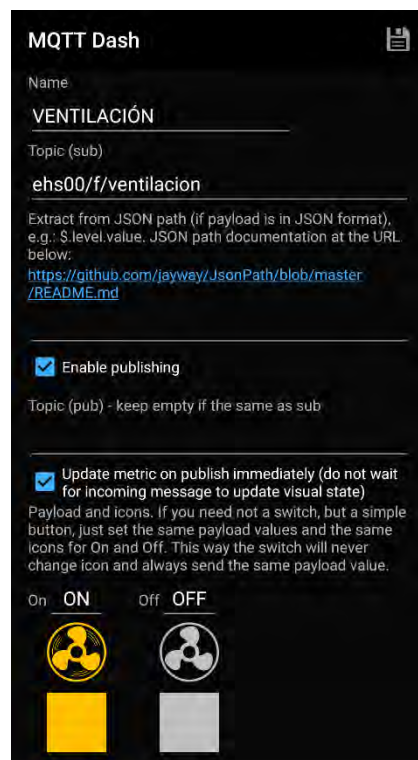 MQTT Dash
Name
VENTILACIÓN
Topic (sub)
ehs00/f/ventilacion
Extract from JSON path (if payload is in JSON format),
e.g.: $.level.value. JSON path documentation at the URL
below:
https://github.com/jayway/JsonPath/blob/master
/README.md
Enable publishing
Topic (pub) - keep empty if the same as sub
Update metric on publish immediately (do not wait
for incoming message to update visual state)
Payload and icons. If you need not a switch, but a simple
button, just set the same payload values and the same
icons for On and Off. This way the switch will never
change icon and always send the same payload value.
On ON Off OFF